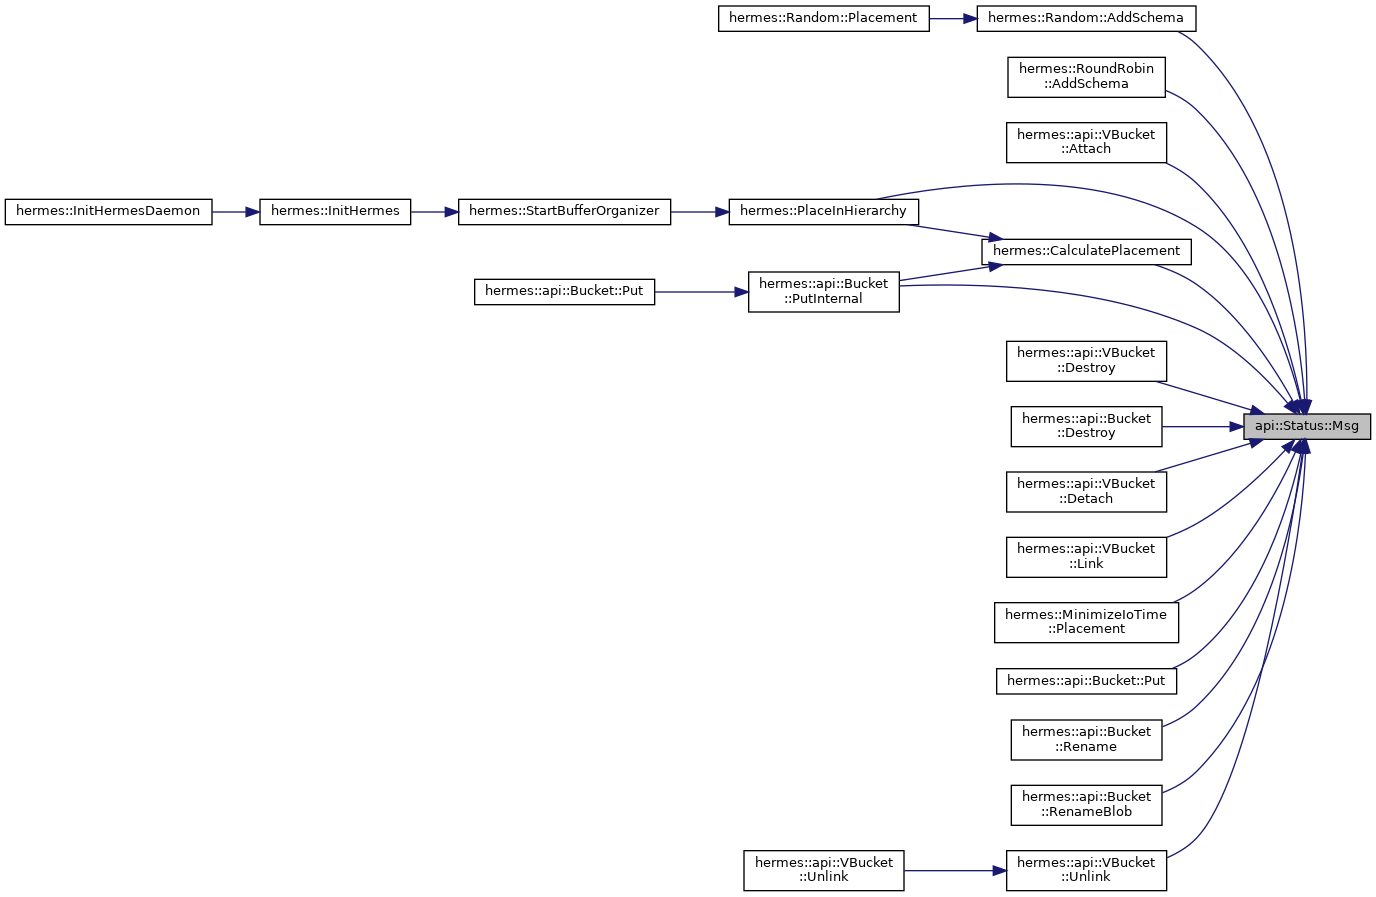 hermes::Random::Placement
hermes::Random::AddSchema
hermes::RoundRobin
::AddSchema
hermes::api::VBucket
::Attach
hermes::InitHermesDaemon
hermes::InitHermes
hermes::StartBufferOrganizer
hermes::PlaceInHierarchy
hermes::CalculatePlacement
hermes::api::Bucket::Put
hermes::api::Bucket
::PutInternal
hermes::api::VBucket
::Destroy
hermes::api::Bucket
::Destroy
api::Status::Msg
hermes::api::VBucket
::Detach
hermes::api::VBucket
::Link
hermes::MinimizeIoTime
::Placement
hermes::api::Bucket::Put
hermes::api::Bucket
::Rename
hermes::api::Bucket
::RenameBlob
hermes::api::VBucket
::Unlink
hermes::api::VBucket
::Unlink